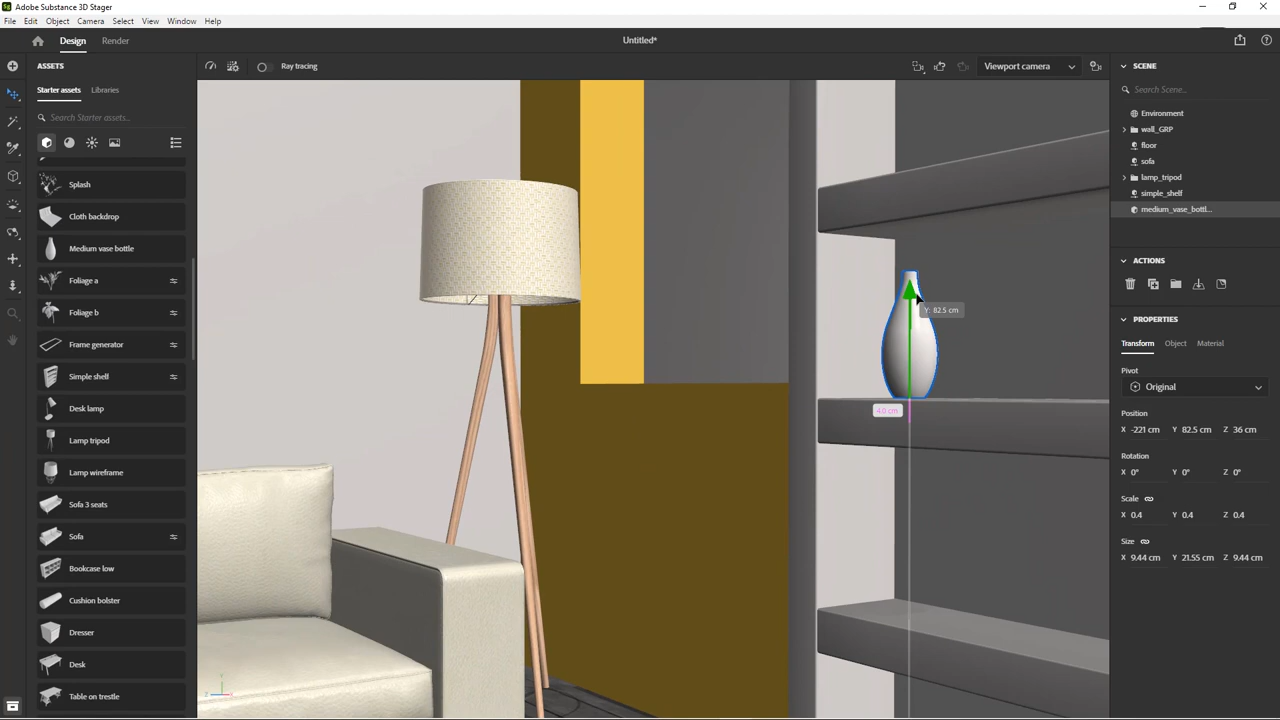 Sg Adobe Substance 3D Stager
File Edit Object Camera Select View Window Help
Design Render
Untitled*
ASSETS
Starter assets Libraries
Search Starter assets...
Splash
Cloth backdrop
Medium vase bottle
Foliage a
Foliage b
Frame generator
Simple shelf
Desk lamp
Lamp tripod
Lamp wireframe
Sofa 3 seats
Sofa
Bookcase low
Cushion bolster
Dresser
Desk
Table on trestle
Ray tracing
Viewport camera
Y: 82.5 cm
4.0 cm
SCENE
Search Scene...
Environment
wall_GRP
floor
sofa
lamp_tripod
simple_shelf
medium_vase_bottl...
ACTIONS
PROPERTIES
Transform Object Material
Pivot
Original
Position
X -221 cm Y 82.5 cm Z 36 cm
Rotation
X 0° Y 0° Z 0°
Scale
X 0.4 Y 0.4 Z 0.4
Size
X 9.44 cm Y 21.55 cm Z 9.44 cm